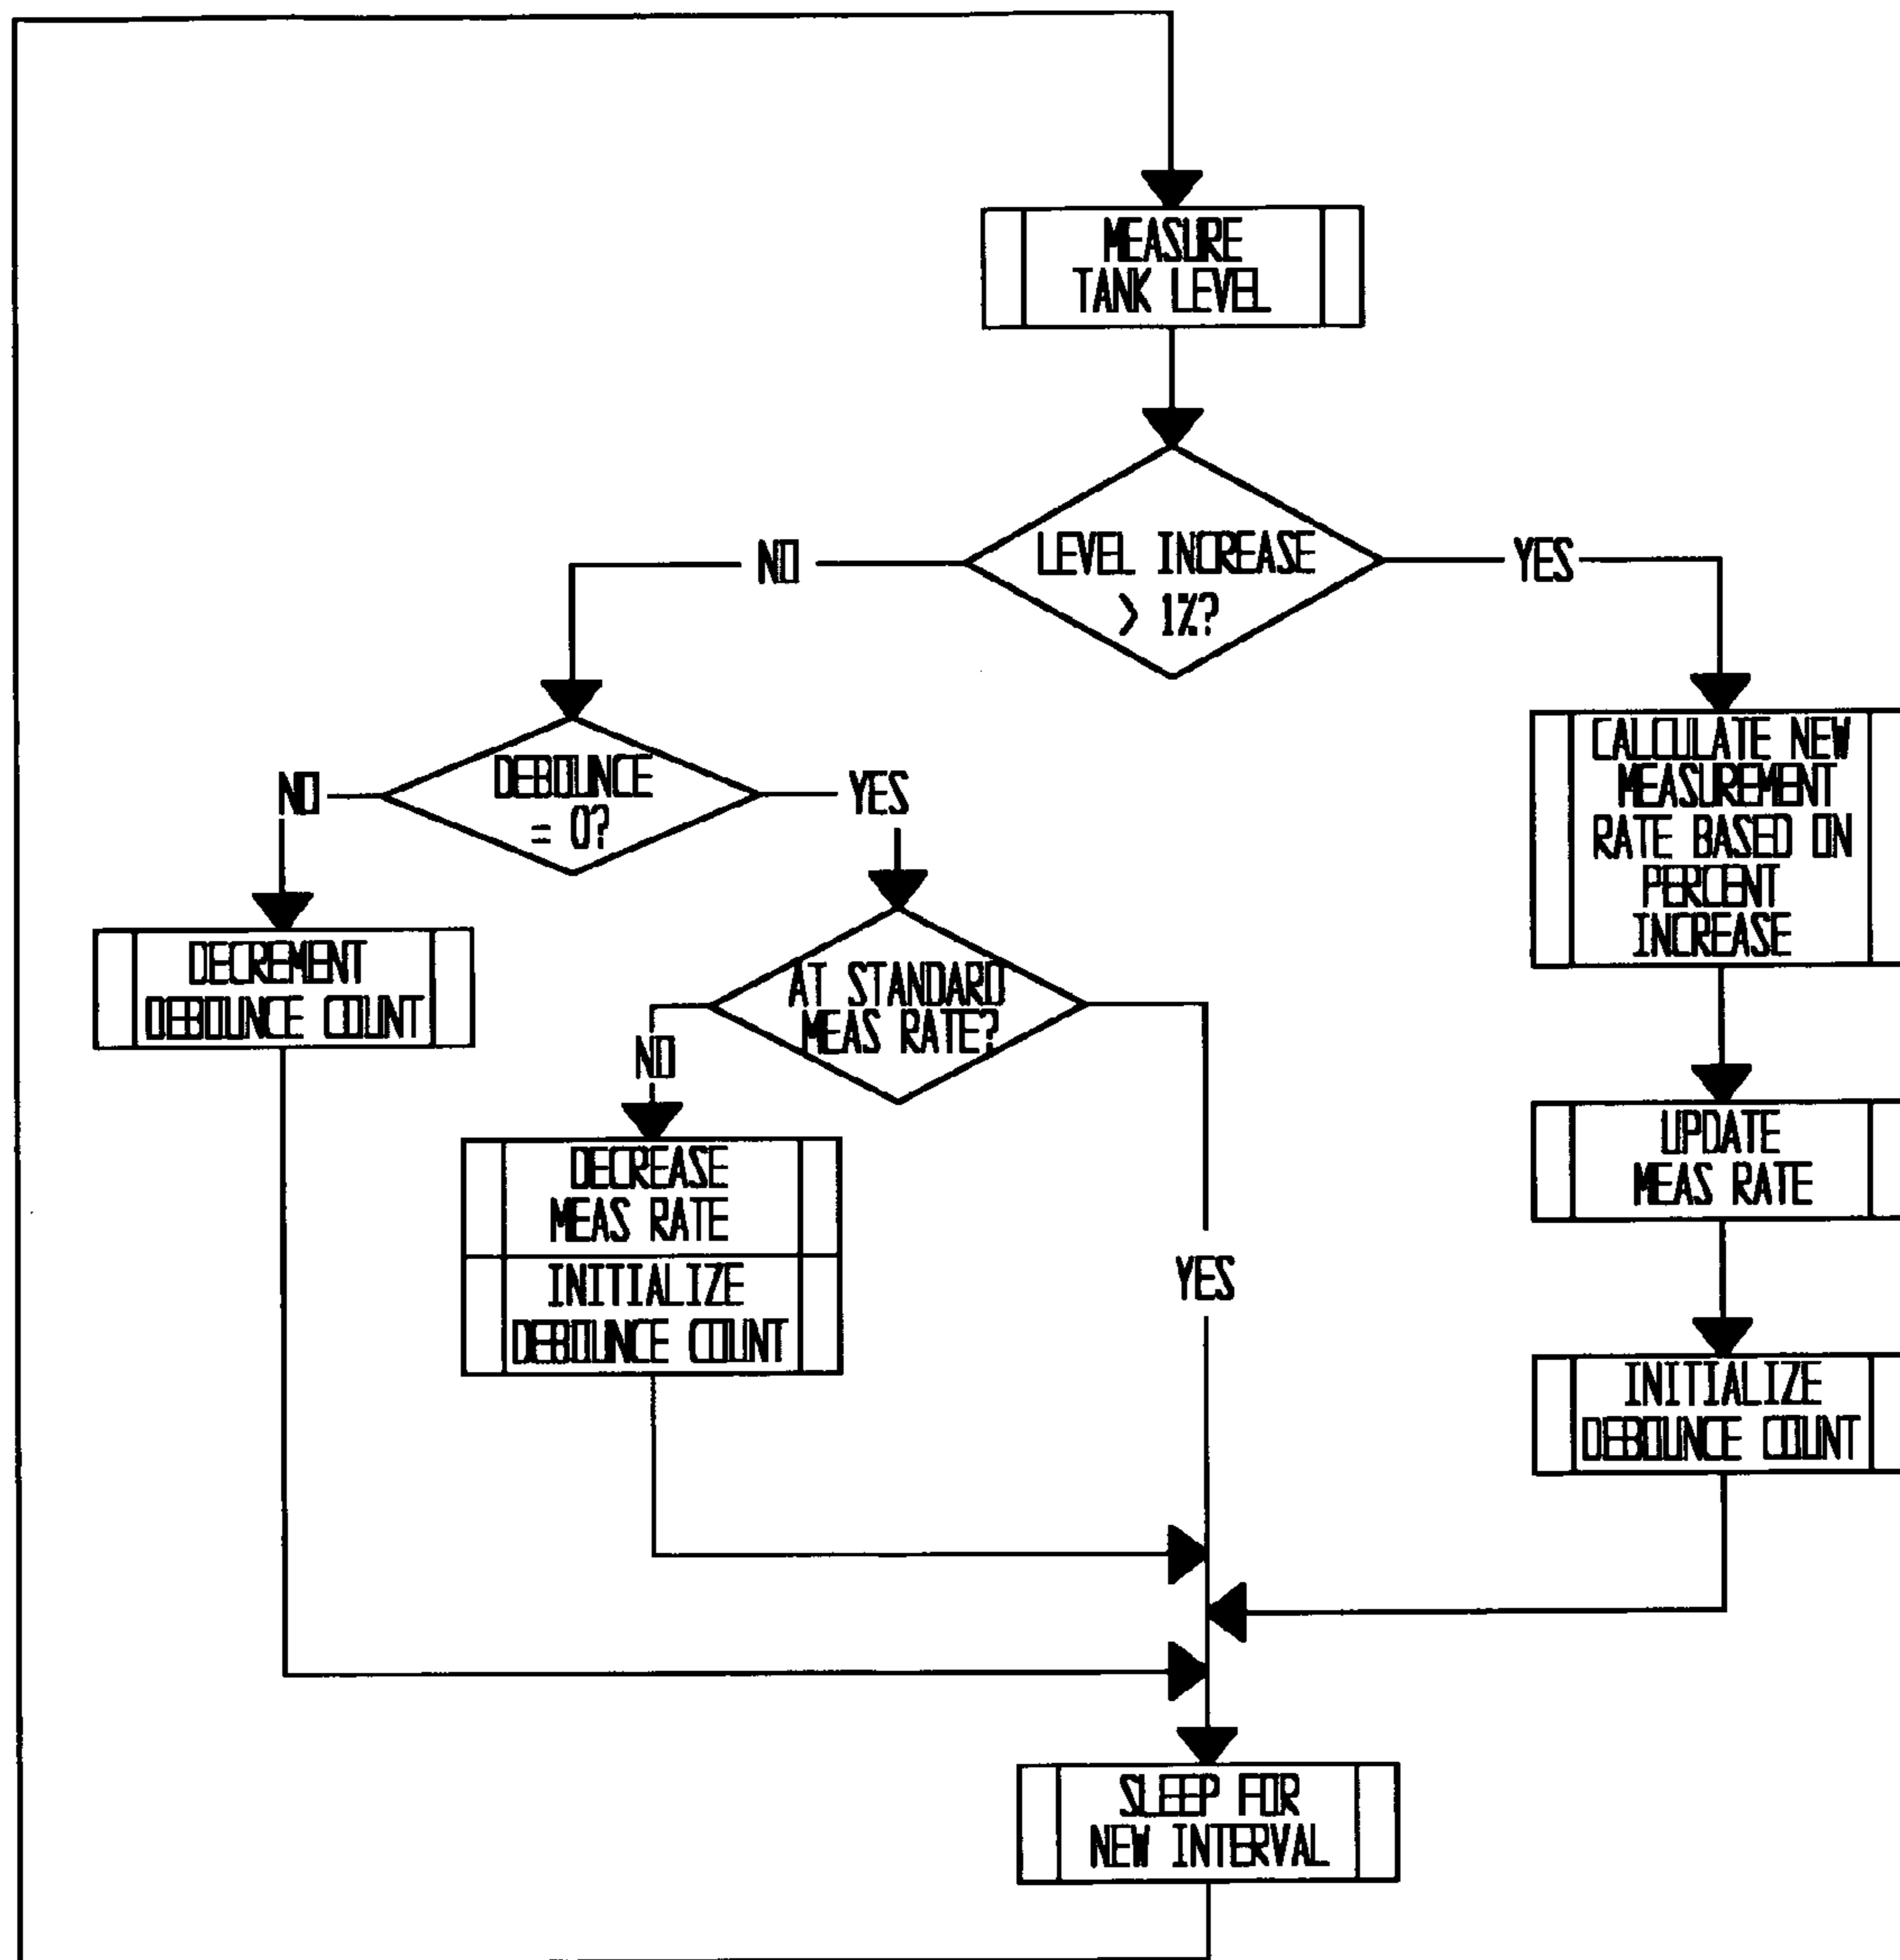 MEASURE
TANK LEVEL
LEVEL INCREASE
> 1%?
NO
YES
DEBOUNCE
= 0?
NO
YES
CALCULATE NEW
MEASUREMENT
RATE BASED ON
PERCENT
INCREASE
DECREMENT
DEBOUNCE COUNT
AT STANDARD
MEAS RATE?
NO
YES
DECREASE
MEAS RATE
INITIALIZE
DEBOUNCE COUNT
UPDATE
MEAS RATE
INITIALIZE
DEBOUNCE COUNT
SLEEP FOR
NEW INTERVAL